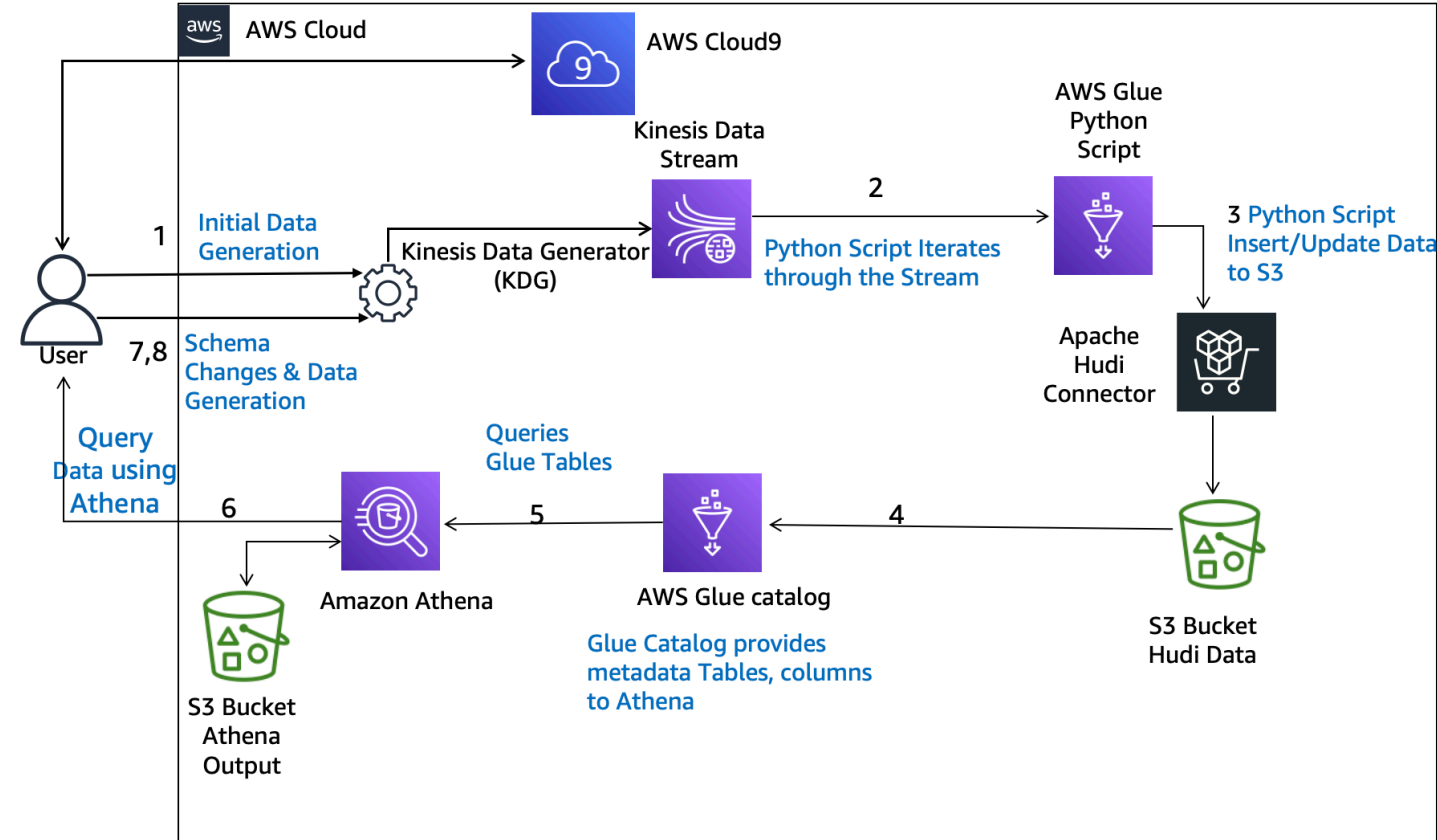 aws
AWS Cloud
9
AWS Cloud9
Kinesis Data
Stream
AWS Glue
Python
Script
1
Initial Data
Generation
Kinesis Data Generator
(KDG)
2
Python Script Iterates
through the Stream
3 Python Script
Insert/Update Data
to S3
User
7,8
Schema
Changes & Data
Generation
Apache
Hudi
Connector
Query
Data using
Athena
Queries
Glue Tables
6
5
4
Amazon Athena
AWS Glue catalog
Glue Catalog provides
metadata Tables, columns
to Athena
S3 Bucket
Hudi Data
S3 Bucket
Athena
Output